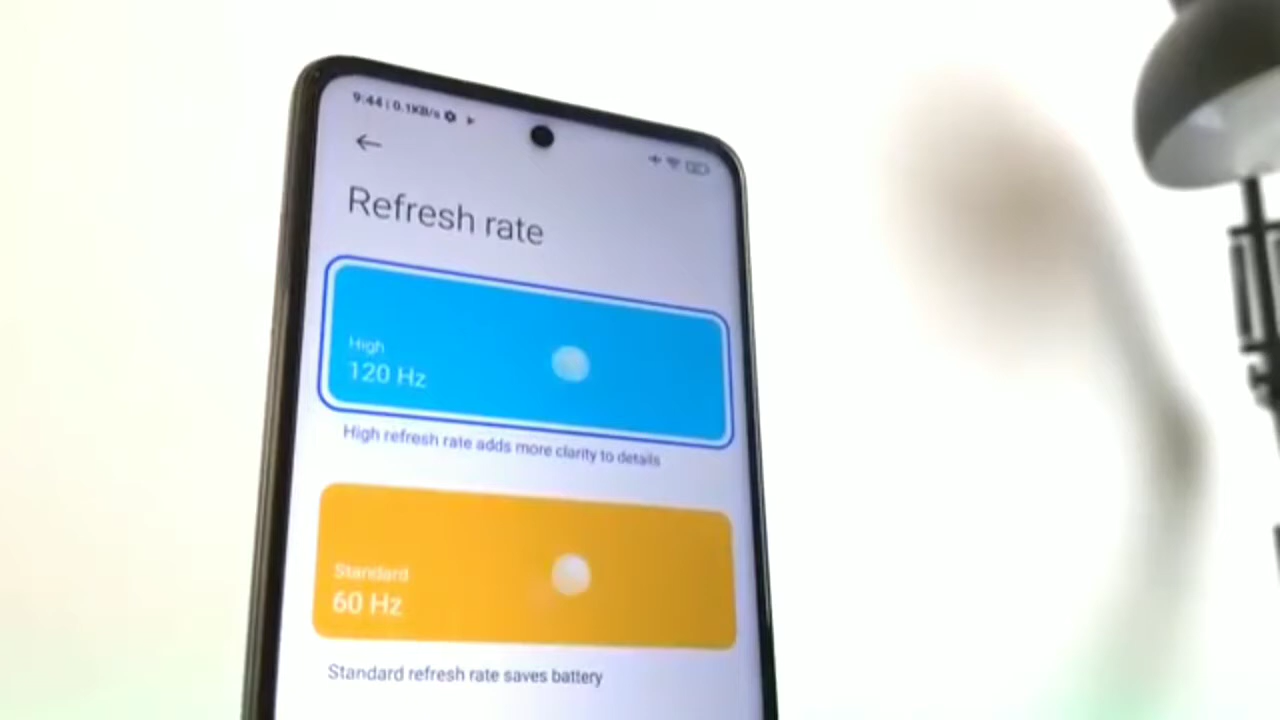 9:44 | 0.1KB/s
Refresh rate
High
120 Hz
High refresh rate adds more clarity to details
Standard
60 Hz
Standard refresh rate saves battery